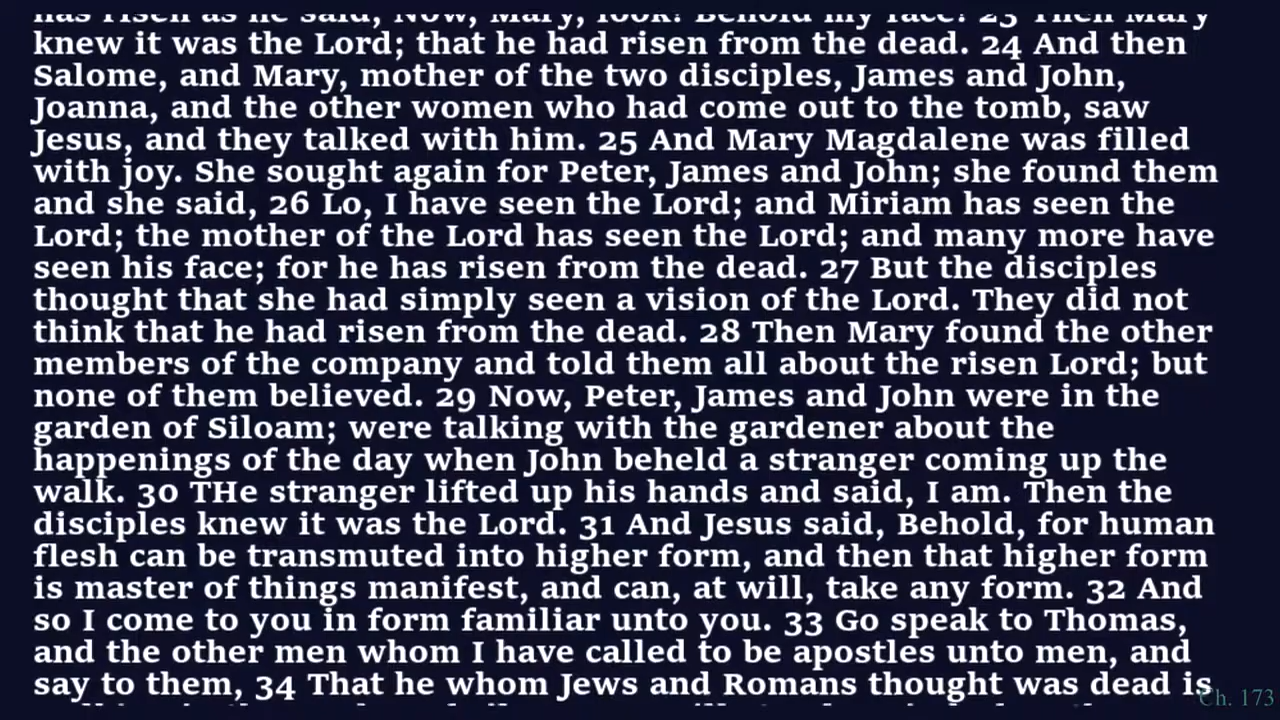 has risen as he said, Now, Mary, look! Behold my face! 23 Then Mary
knew it was the Lord; that he had risen from the dead. 24 And then
Salome, and Mary, mother of the two disciples, James and John,
Joanna, and the other women who had come out to the tomb, saw
Jesus, and they talked with him. 25 And Mary Magdalene was filled
with joy. She sought again for Peter, James and John; she found them
and she said, 26 Lo, I have seen the Lord; and Miriam has seen the
Lord; the mother of the Lord has seen the Lord; and many more have
seen his face; for he has risen from the dead. 27 But the disciples
thought that she had simply seen a vision of the Lord. They did not
think that he had risen from the dead. 28 Then Mary found the other
members of the company and told them all about the risen Lord; but
none of them believed. 29 Now, Peter, James and John were in the
garden of Siloam; were talking with the gardener about the
happenings of the day when John beheld a stranger coming up the
walk. 30 THe stranger lifted up his hands and said, I am. Then the
disciples knew it was the Lord. 31 And Jesus said, Behold, for human
flesh can be transmuted into higher form, and then that higher form
is master of things manifest, and can, at will, take any form. 32 And
so I come to you in form familiar unto you. 33 Go speak to Thomas,
and the other men whom I have called to be apostles unto men, and
say to them, 34 That he whom Jews and Romans thought was dead is
Ch. 173